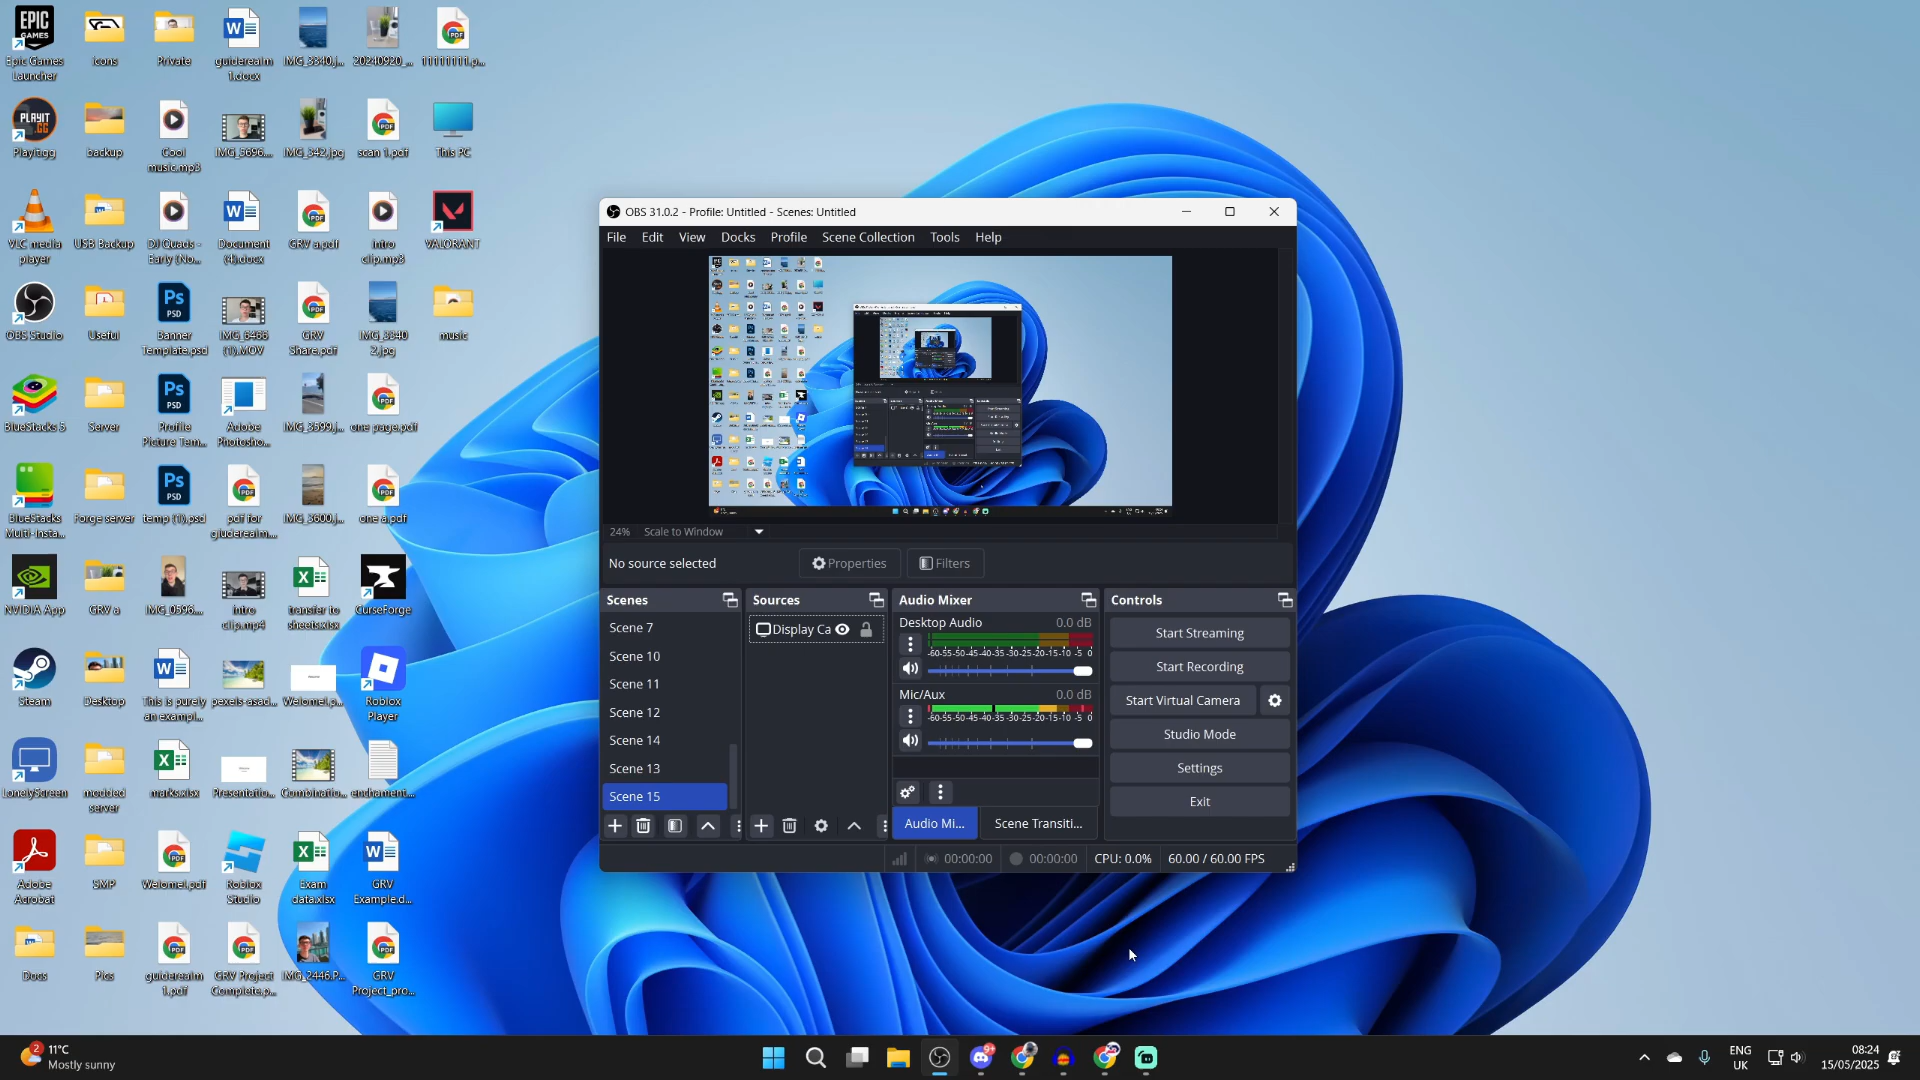 Epic Games
Launcher
icons
Private
guiderealm
1.docx
IMG_3340.j...
20240920_...
11111111.p...
Playit.gg
backup
Cool
music.mp3
IMG_5696...
IMG_342.jpg
scan 1.pdf
This PC
VLC media
player
USB Backup
DJ Quads -
Early (No...
Document
(4).docx
GRV a.pdf
intro
clip.mp3
VALORANT
OBS Studio
Useful
Banner
Template.psd
IMG_6466
(1).MOV
GRV
Share.pdf
IMG_3340
2.jpg
music
BlueStacks 5
Server
Profile
Picture Tem...
Adobe
Photosho...
IMG_3599.j...
one page.pdf
BlueStacks
Multi-Insta...
Forge server
temp (1).psd
pdf for
giuderealm...
IMG_3600.j...
one a.pdf
NVIDIA App
GRV a
IMG_0596...
intro
clip.mp4
transfer to
sheets.xlsx
CurseForge
Steam
Desktop
This is purely
an exampl...
pexels-asad...
Welomel.p...
Roblox
Player
LonelyScreen
modded
server
marks.xlsx
Presentatio...
Combinatio...
enchament...
Adobe
Acrobat
SMP
Welomel.pdf
Roblox
Studio
Exam
data.xlsx
GRV
Example.d...
Docs
Pics
guiderealm
1.pdf
GRV Project
Complete.p...
IMG_2446.P...
GRV
Project_pro...
OBS 31.0.2 - Profile: Untitled - Scenes: Untitled
File Edit View Docks Profile Scene Collection Tools Help
24% Scale to Window
No source selected
Properties
Filters
Scenes
Scene 7
Scene 10
Scene 11
Scene 12
Scene 14
Scene 13
Scene 15
Sources
Display Ca
Audio Mixer
Desktop Audio 0.0 dB
-60 -55 -50 -45 -40 -35 -30 -25 -20 -15 -10 -5 0
Mic/Aux 0.0 dB
-60 -55 -50 -45 -40 -35 -30 -25 -20 -15 -10 -5 0
Audio Mi...
Scene Transiti...
Controls
Start Streaming
Start Recording
Start Virtual Camera
Studio Mode
Settings
Exit
00:00:00 00:00:00 CPU: 0.0% 60.00 / 60.00 FPS
2
11°C
Mostly sunny
9+
ENG
UK
08:24
15/05/2025